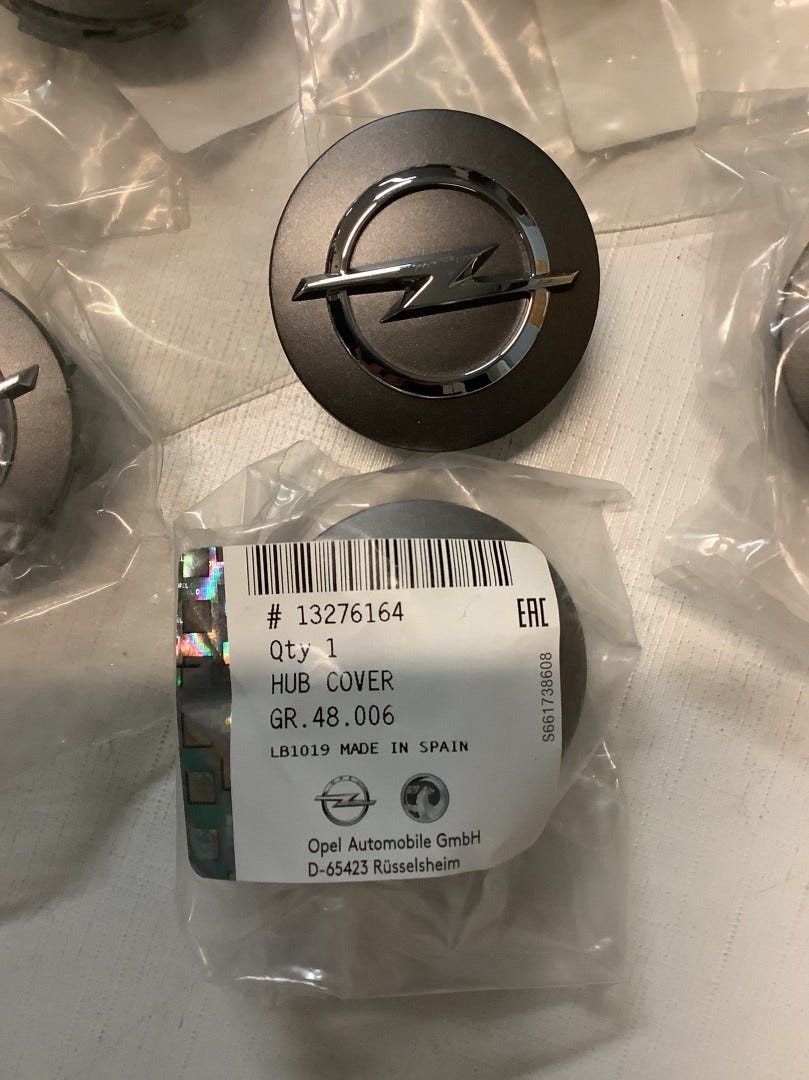 # 13276164
EAC
Qty 1
HUB COVER
GR.48.006
S661738608
LB1019 MADE IN SPAIN
OPEL
Opel Automobile GmbH
D-65423 Rüsselsheim